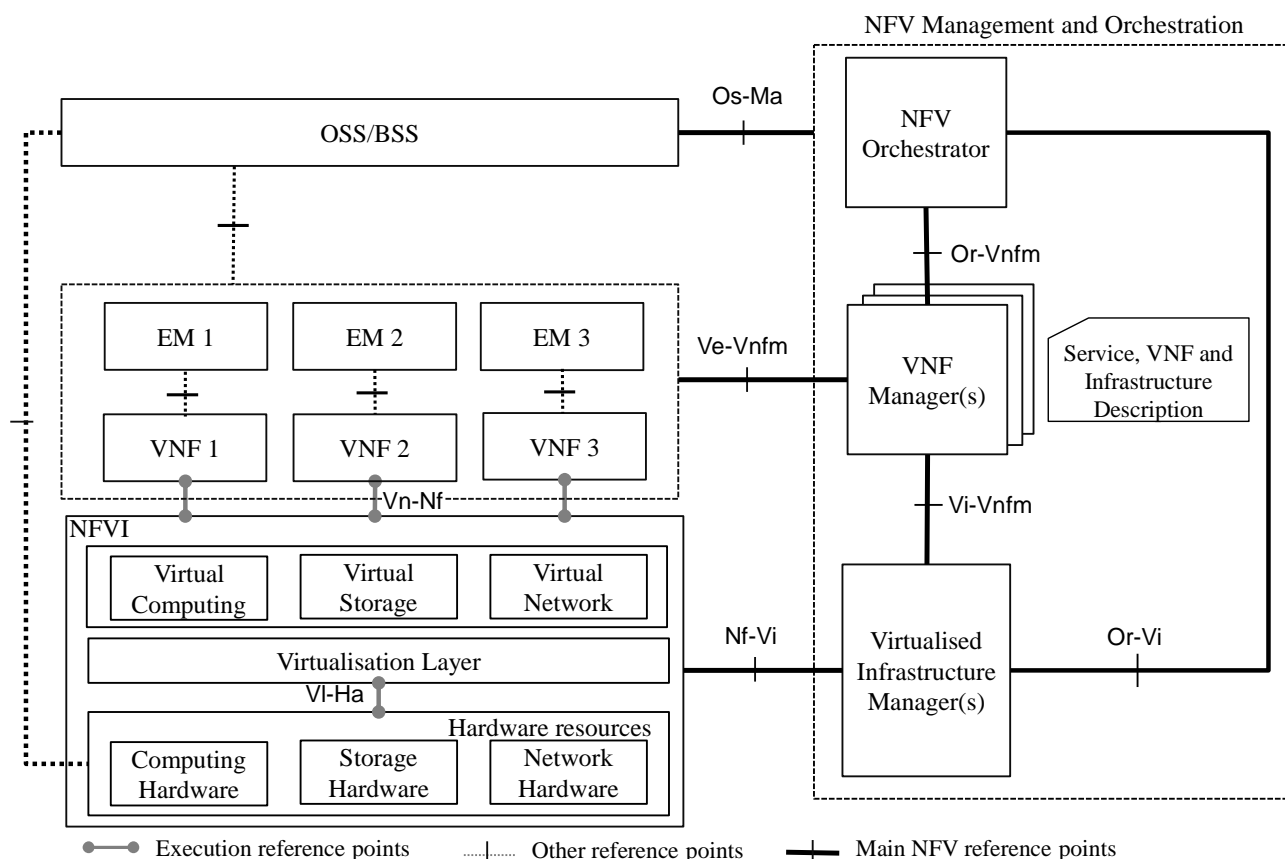 NFV Management and Orchestration
Os-Ma
OSS/BSS
NFV
Orchestrator
Or-Vnfm
EM 1
EM 2
EM 3
Ve-Vnfm
VNF
Manager(s)
Service, VNF and
Infrastructure
Description
VNF 1
VNF 2
VNF 3
Vn-Nf
Vi-Vnfm
NFVI
Virtual
Computing
Virtual
Storage
Virtual
Network
Nf-Vi
Virtualised
Infrastructure
Manager(s)
Or-Vi
Virtualisation Layer
Vl-Ha
Hardware resources
Computing
Hardware
Storage
Hardware
Network
Hardware
Execution reference points
Other reference points
Main NFV reference points